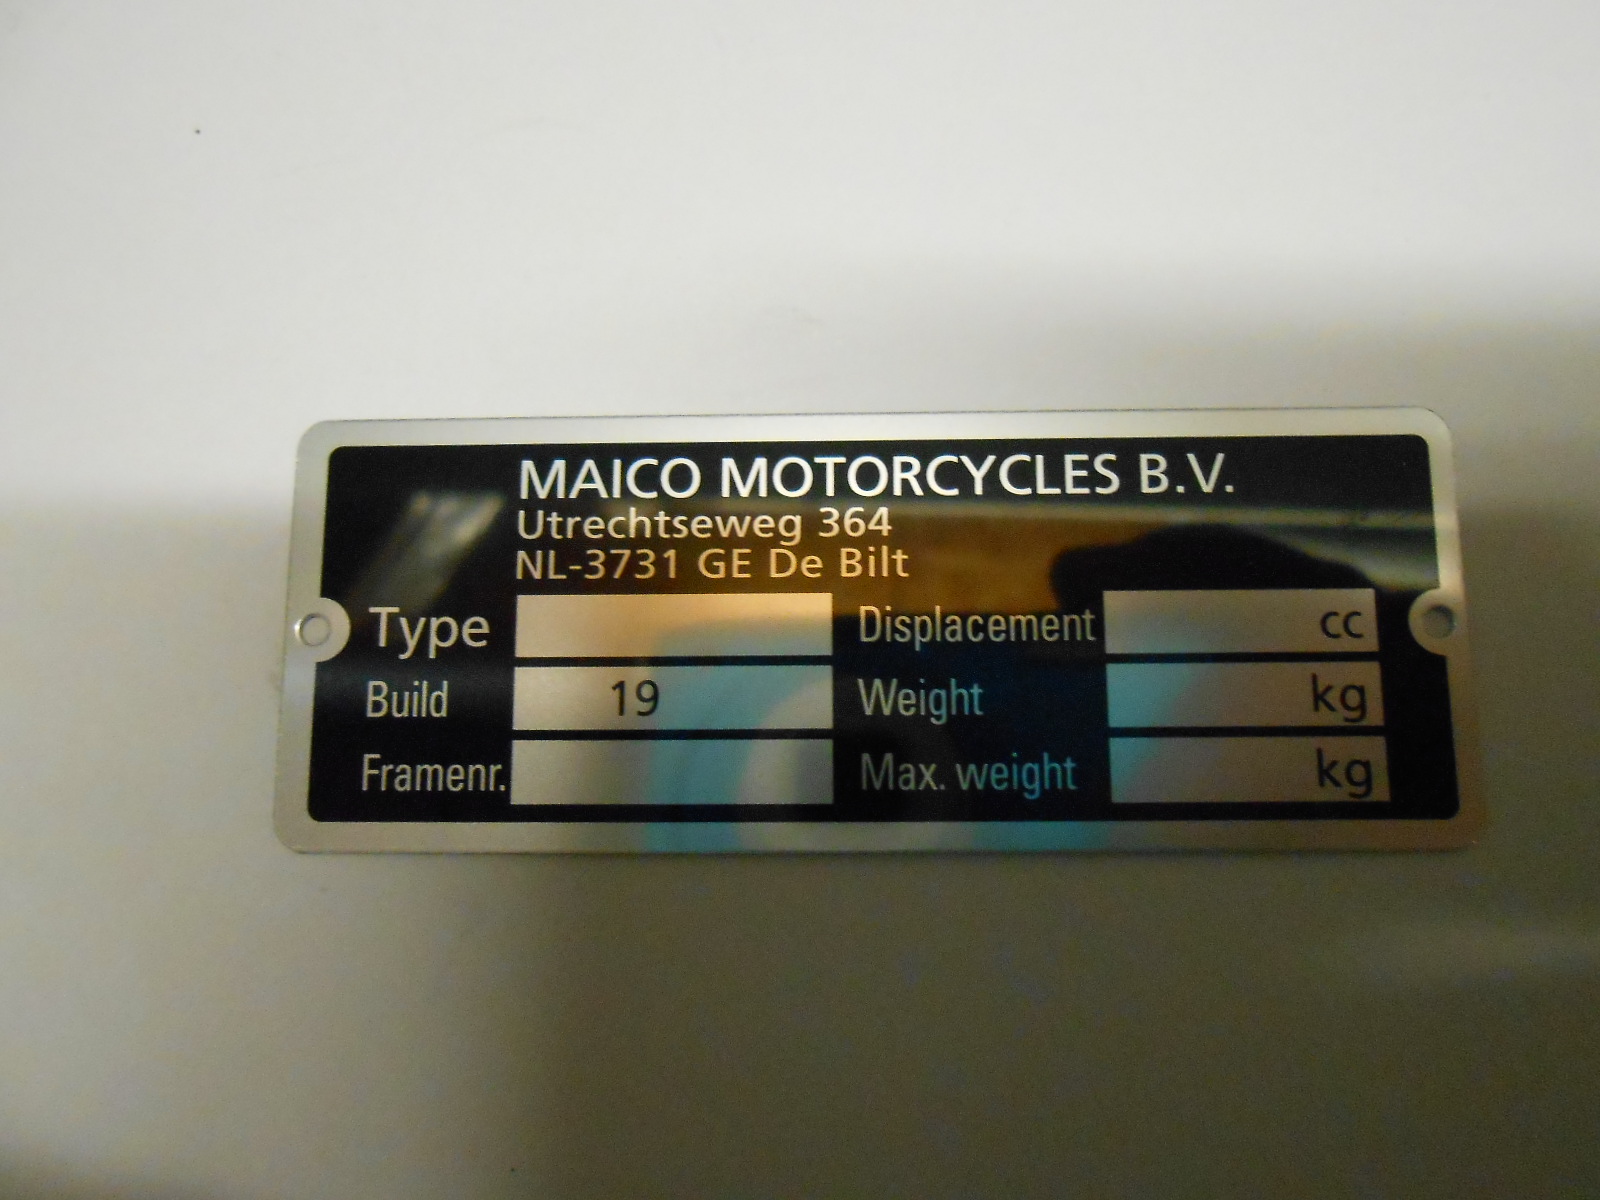 MAICO MOTORCYCLES B.V.
Utrechtseweg 364
NL-3731 GE De Bilt
Type Displacement cc
Build 19 Weight kg
Framenr. Max. weight kg